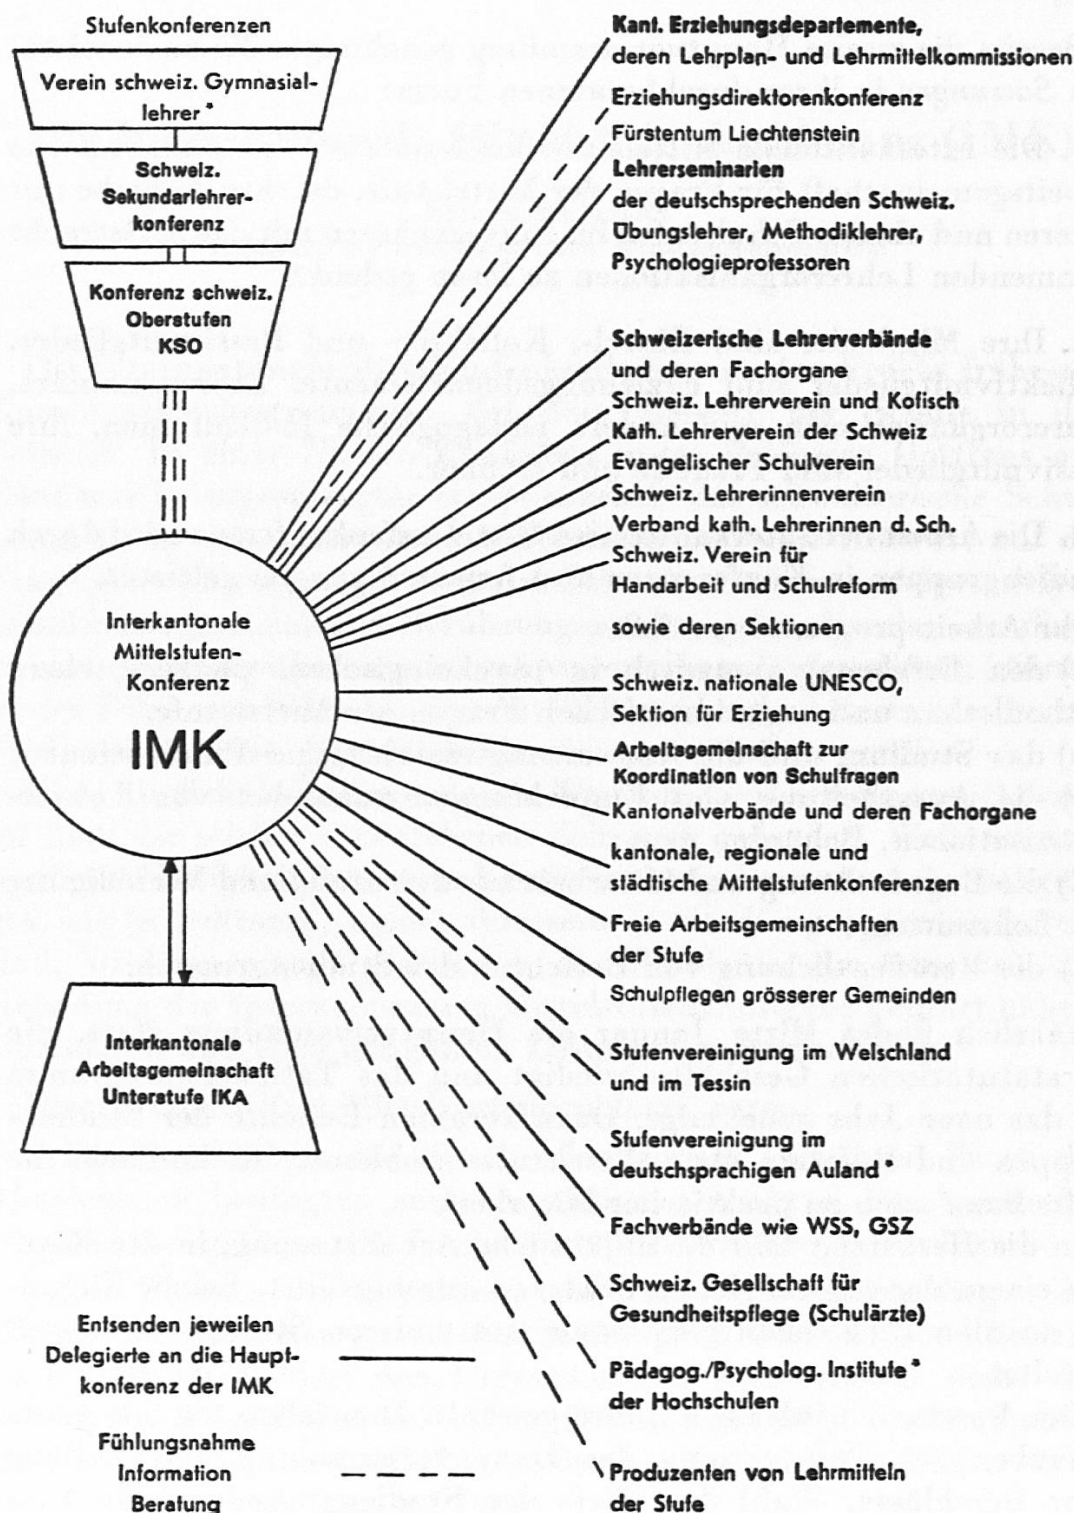 Stufenkonferenzen
Verein schweiz. Gymnasial-
lehrer*
Schweiz.
Sekundarlehrer-
konferenz
Konferenz schweiz.
Oberstufen
KSO
Interkantonale
Mittelstufen-
Konferenz
IMK
Interkantonale
Arbeitsgemeinschaft
Unterstufe IKA
Entsenden jeweilen
Delegierte an die Haupt-
konferenz der IMK
Fühlungsnahme
Information
Beratung
Kant. Erziehungsdepartemente,
deren Lehrplan- und Lehrmittelkommissionen
Erziehungsdirektorenkonferenz
Fürstentum Liechtenstein
Lehrerseminarien
der deutschsprechenden Schweiz.
Übungslehrer, Methodiklehrer,
Psychologieprofessoren
Schweizerische Lehrerverbände
und deren Fachorgane
Schweiz. Lehrerverein und Kofisch
Kath. Lehrerverein der Schweiz
Evangelischer Schulverein
Schweiz. Lehrerinnenverein
Verband kath. Lehrerinnen d. Sch.
Schweiz. Verein für
Handarbeit und Schulreform
sowie deren Sektionen
Schweiz. nationale UNESCO,
Sektion für Erziehung
Arbeitsgemeinschaft zur
Koordination von Schulfragen
Kantonalverbände und deren Fachorgane
kantonale, regionale und
städtische Mittelstufenkonferenzen
Freie Arbeitsgemeinschaften
der Stufe
Schulpflegen grösserer Gemeinden
Stufenvereinigung im Welschland
und im Tessin
Stufenvereinigung im
deutschsprachigen Auland*
Fachverbände wie WSS, GSZ
Schweiz. Gesellschaft für
Gesundheitspflege (Schulärzte)
Pädagog./Psycholog. Institute*
der Hochschulen
Produzenten von Lehrmitteln
der Stufe